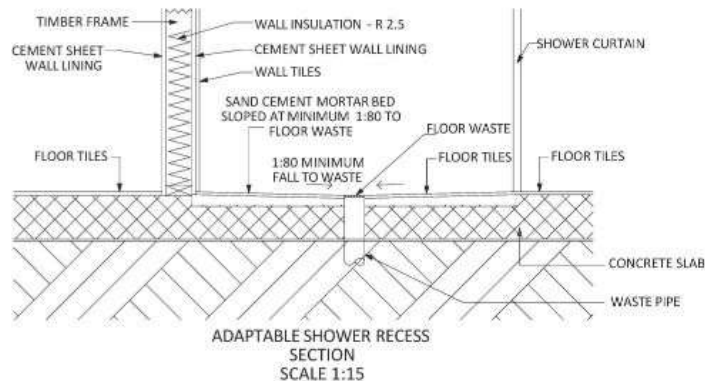 TIMBER FRAME
WALL INSULATION - R 2.5
CEMENT SHEET
WALL LINING
CEMENT SHEET WALL LINING
SHOWER CURTAIN
WALL TILES
SAND CEMENT MORTAR BED
SLOPED AT MINIMUM 1:80 TO
FLOOR WASTE
FLOOR WASTE
FLOOR TILES
1:80 MINIMUM
FALL TO WASTE
FLOOR TILES
FLOOR TILES
CONCRETE SLAB
WASTE PIPE
ADAPTABLE SHOWER RECESS
SECTION
SCALE 1:15